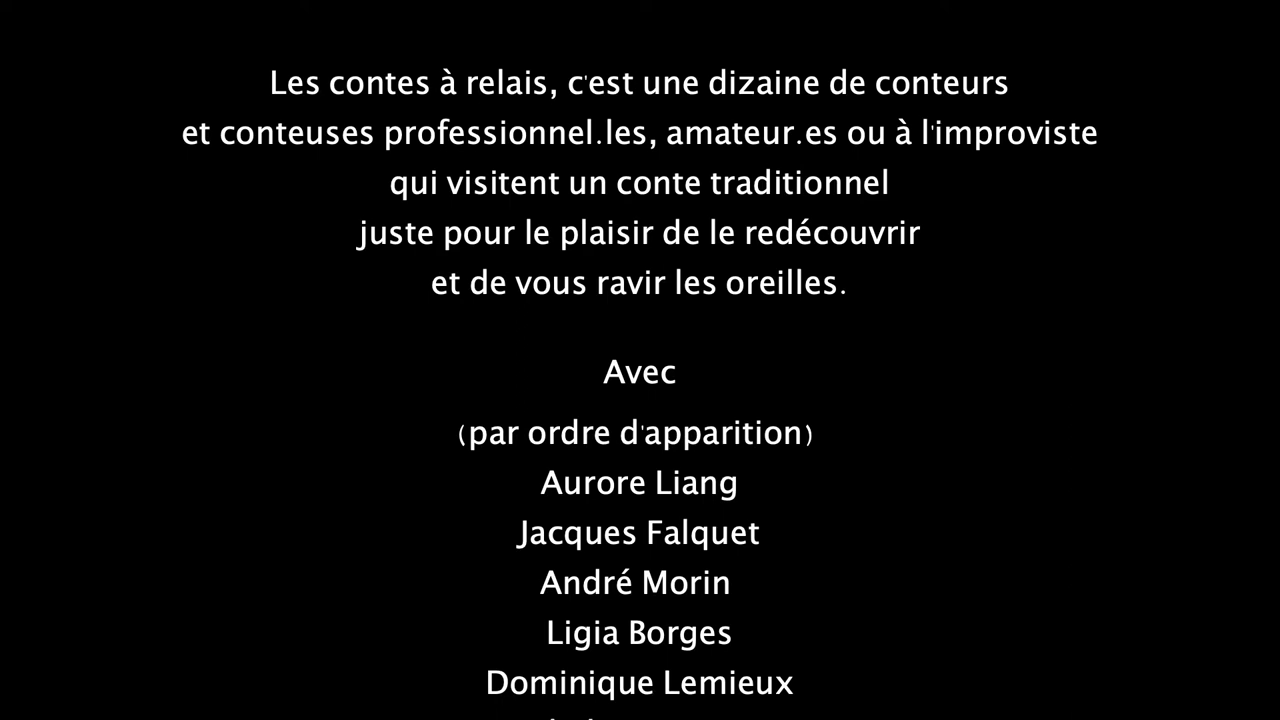 Les contes à relais, c'est une dizaine de conteurs
et conteuses professionnel.les, amateur.es ou à l'improviste
qui visitent un conte traditionnel
juste pour le plaisir de le redécouvrir
et de vous ravir les oreilles.
Avec
(par ordre d'apparition)
Aurore Liang
Jacques Falquet
André Morin
Ligia Borges
Dominique Lemieux